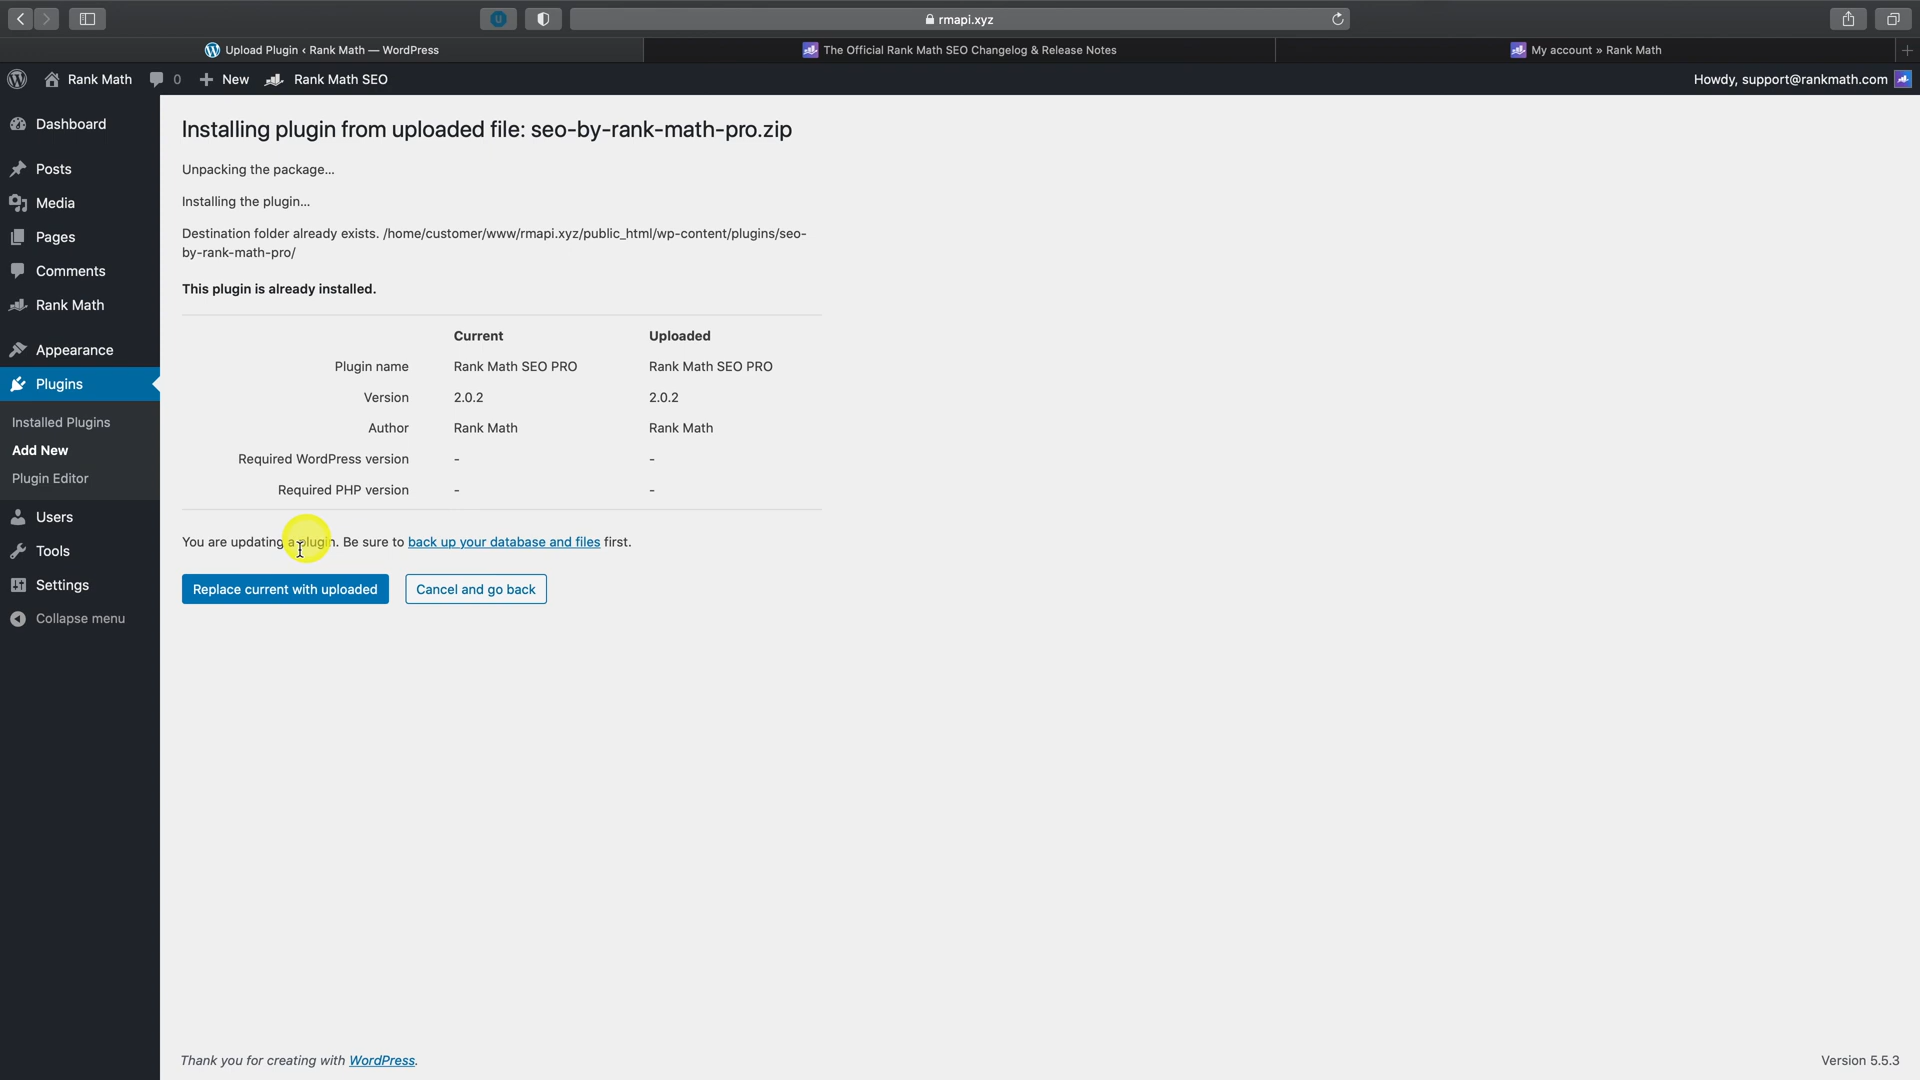 rmapi.xyz
Upload Plugin ‹ Rank Math — WordPress
The Official Rank Math SEO Changelog & Release Notes
My account » Rank Math
Rank Math
0
New
Rank Math SEO
Howdy, support@rankmath.com
Dashboard
Posts
Media
Pages
Comments
Rank Math
Appearance
Plugins
Installed Plugins
Add New
Plugin Editor
Users
Tools
Settings
Collapse menu
Installing plugin from uploaded file: seo-by-rank-math-pro.zip
Unpacking the package...
Installing the plugin...
Destination folder already exists. /home/customer/www/rmapi.xyz/public_html/wp-content/plugins/seo-
by-rank-math-pro/
This plugin is already installed.
Current Uploaded
Plugin name Rank Math SEO PRO Rank Math SEO PRO
Version 2.0.2 2.0.2
Author Rank Math Rank Math
Required WordPress version - -
Required PHP version - -
You are updating a plugin. Be sure to back up your database and files first.
Replace current with uploaded
Cancel and go back
Thank you for creating with WordPress.
Version 5.5.3